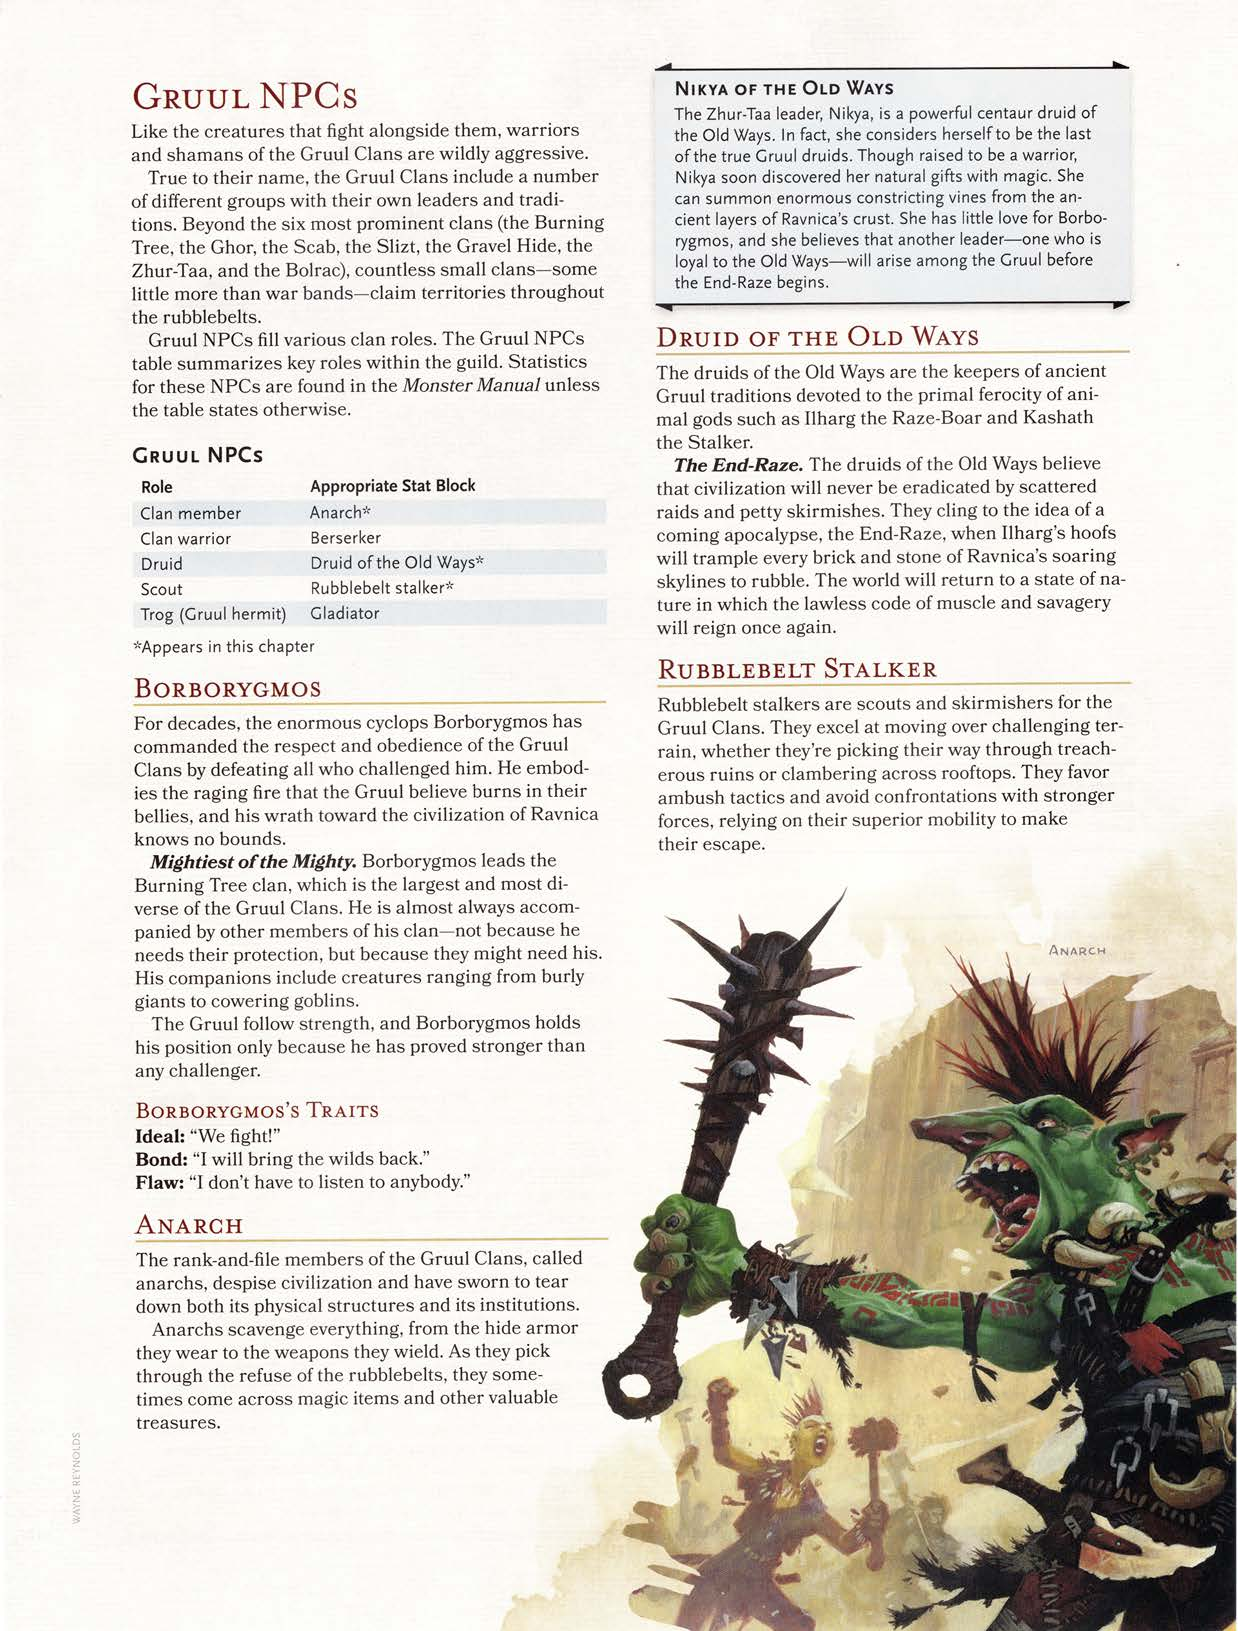 GRUUL NPCS
Like the creatures that fight alongside them, warriors
and shamans of the Gruul Clans are wildly aggressive.
True to their name, the Gruul Clans include a number
of different groups with their own leaders and tradi-
tions. Beyond the six most prominent clans (the Burning
Tree, the Ghor, the Scab, the Slizt, the Gravel Hide, the
Zhur-Taa, and the Bolrac), countless small clans—some
little more than war bands—claim territories throughout
the rubblebelts.
Gruul NPCs fill various clan roles. The Gruul NPCs
table summarizes key roles within the guild. Statistics
for these NPCs are found in the Monster Manual unless
the table states otherwise.
GRUUL NPCS
Role Appropriate Stat Block
Clan member Anarch*
Clan warrior Berserker
Druid Druid of the Old Ways*
Scout Rubblebelt stalker*
Trog (Gruul hermit) Gladiator
*Appears in this chapter
BORBORYGMOS
For decades, the enormous cyclops Borborygmos has
commanded the respect and obedience of the Gruul
Clans by defeating all who challenged him. He embod-
ies the raging fire that the Gruul believe burns in their
bellies, and his wrath toward the civilization of Ravnica
knows no bounds.
Mightiest of the Mighty. Borborygmos leads the
Burning Tree clan, which is the largest and most di-
verse of the Gruul Clans. He is almost always accom-
panied by other members of his clan—not because he
needs their protection, but because they might need his.
His companions include creatures ranging from burly
giants to cowering goblins.
The Gruul follow strength, and Borborygmos holds
his position only because he has proved stronger than
any challenger.
BORBORYGMOS'S TRAITS
Ideal: “We fight!”
Bond: “I will bring the wilds back.”
Flaw: “I don't have to listen to anybody.”
ANARCH
The rank-and-file members of the Gruul Clans, called
anarchs, despise civilization and have sworn to tear
down both its physical structures and its institutions.
Anarchs scavenge everything, from the hide armor
they wear to the weapons they wield. As they pick
through the refuse of the rubblebelts, they some-
times come across magic items and other valuable
treasures.
NIKYA OF THE OLD WAYS
The Zhur-Taa leader, Nikya, is a powerful centaur druid of
the Old Ways. In fact, she considers herself to be the last
of the true Gruul druids. Though raised to be a warrior,
Nikya soon discovered her natural gifts with magic. She
can summon enormous constricting vines from the an-
cient layers of Ravnica's crust. She has little love for Borbo-
rygmos, and she believes that another leader—one who is
loyal to the Old Ways—will arise among the Gruul before
the End-Raze begins.
DRUID OF THE OLD WAYS
The druids of the Old Ways are the keepers of ancient
Gruul traditions devoted to the primal ferocity of ani-
mal gods such as Ilharg the Raze-Boar and Kashath
the Stalker.
The End-Raze. The druids of the Old Ways believe
that civilization will never be eradicated by scattered
raids and petty skirmishes. They cling to the idea of a
coming apocalypse, the End-Raze, when Ilharg's hoofs
will trample every brick and stone of Ravnica's soaring
skylines to rubble. The world will return to a state of na-
ture in which the lawless code of muscle and savagery
will reign once again.
RUBBLEBELT STALKER
Rubblebelt stalkers are scouts and skirmishers for the
Gruul Clans. They excel at moving over challenging ter-
rain, whether they're picking their way through treach-
erous ruins or clambering across rooftops. They favor
ambush tactics and avoid confrontations with stronger
forces, relying on their superior mobility to make
their escape.
ANARCH
WAYNE REYNOLDS